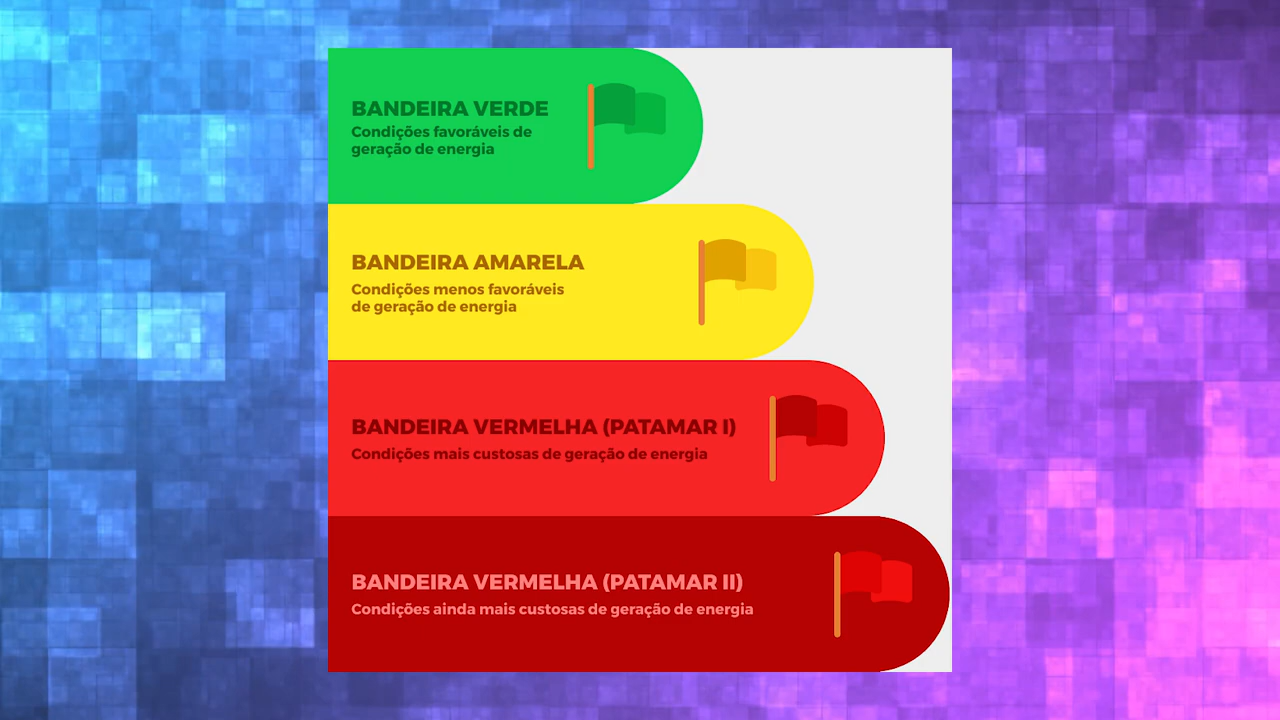 BANDEIRA VERDE
Condições favoráveis de
geração de energia
BANDEIRA AMARELA
Condições menos favoráveis
de geração de energia
BANDEIRA VERMELHA (PATAMAR I)
Condições mais custosas de geração de energia
BANDEIRA VERMELHA (PATAMAR II)
Condições ainda mais custosas de geração de energia